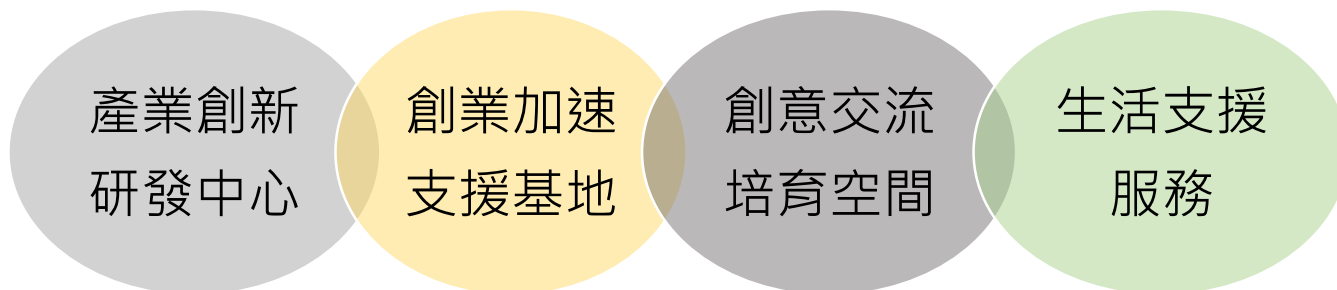 產業創新
研發中心
創業加速
支援基地
創意交流
培育空間
生活支援
服務